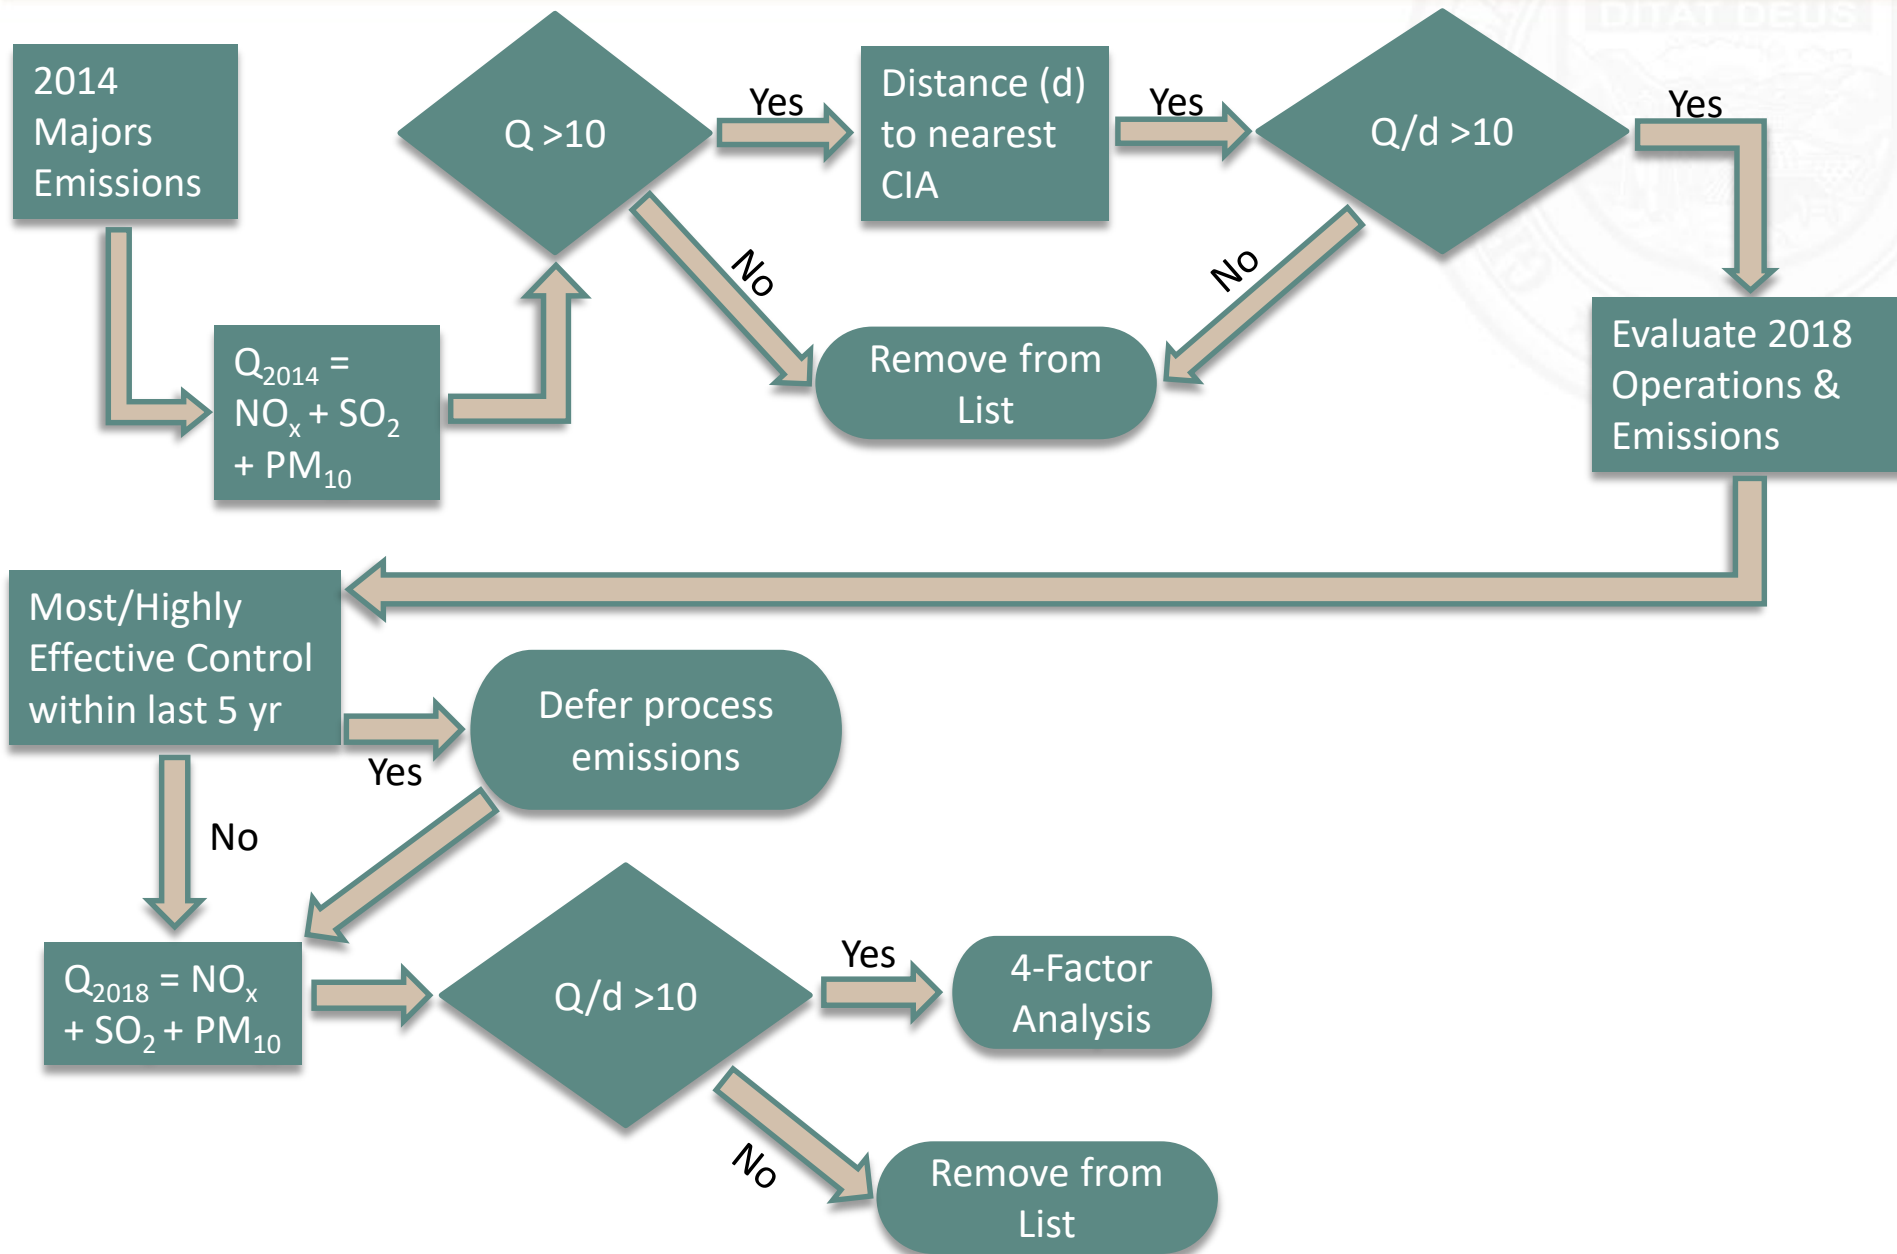 DITAT DEUS
2014
Majors
Emissions
Q >10
Yes
Distance (d)
to nearest
CIA
Yes
Q/d >10
Yes
No
No
Q2014 =
NOx + SO2
+ PM10
Remove from
List
Evaluate 2018
Operations &
Emissions
Most/Highly
Effective Control
within last 5 yr
Yes
Defer process
emissions
No
Q2018 = NOx
+ SO2 + PM10
Q/d >10
Yes
4-Factor
Analysis
No
Remove from
List